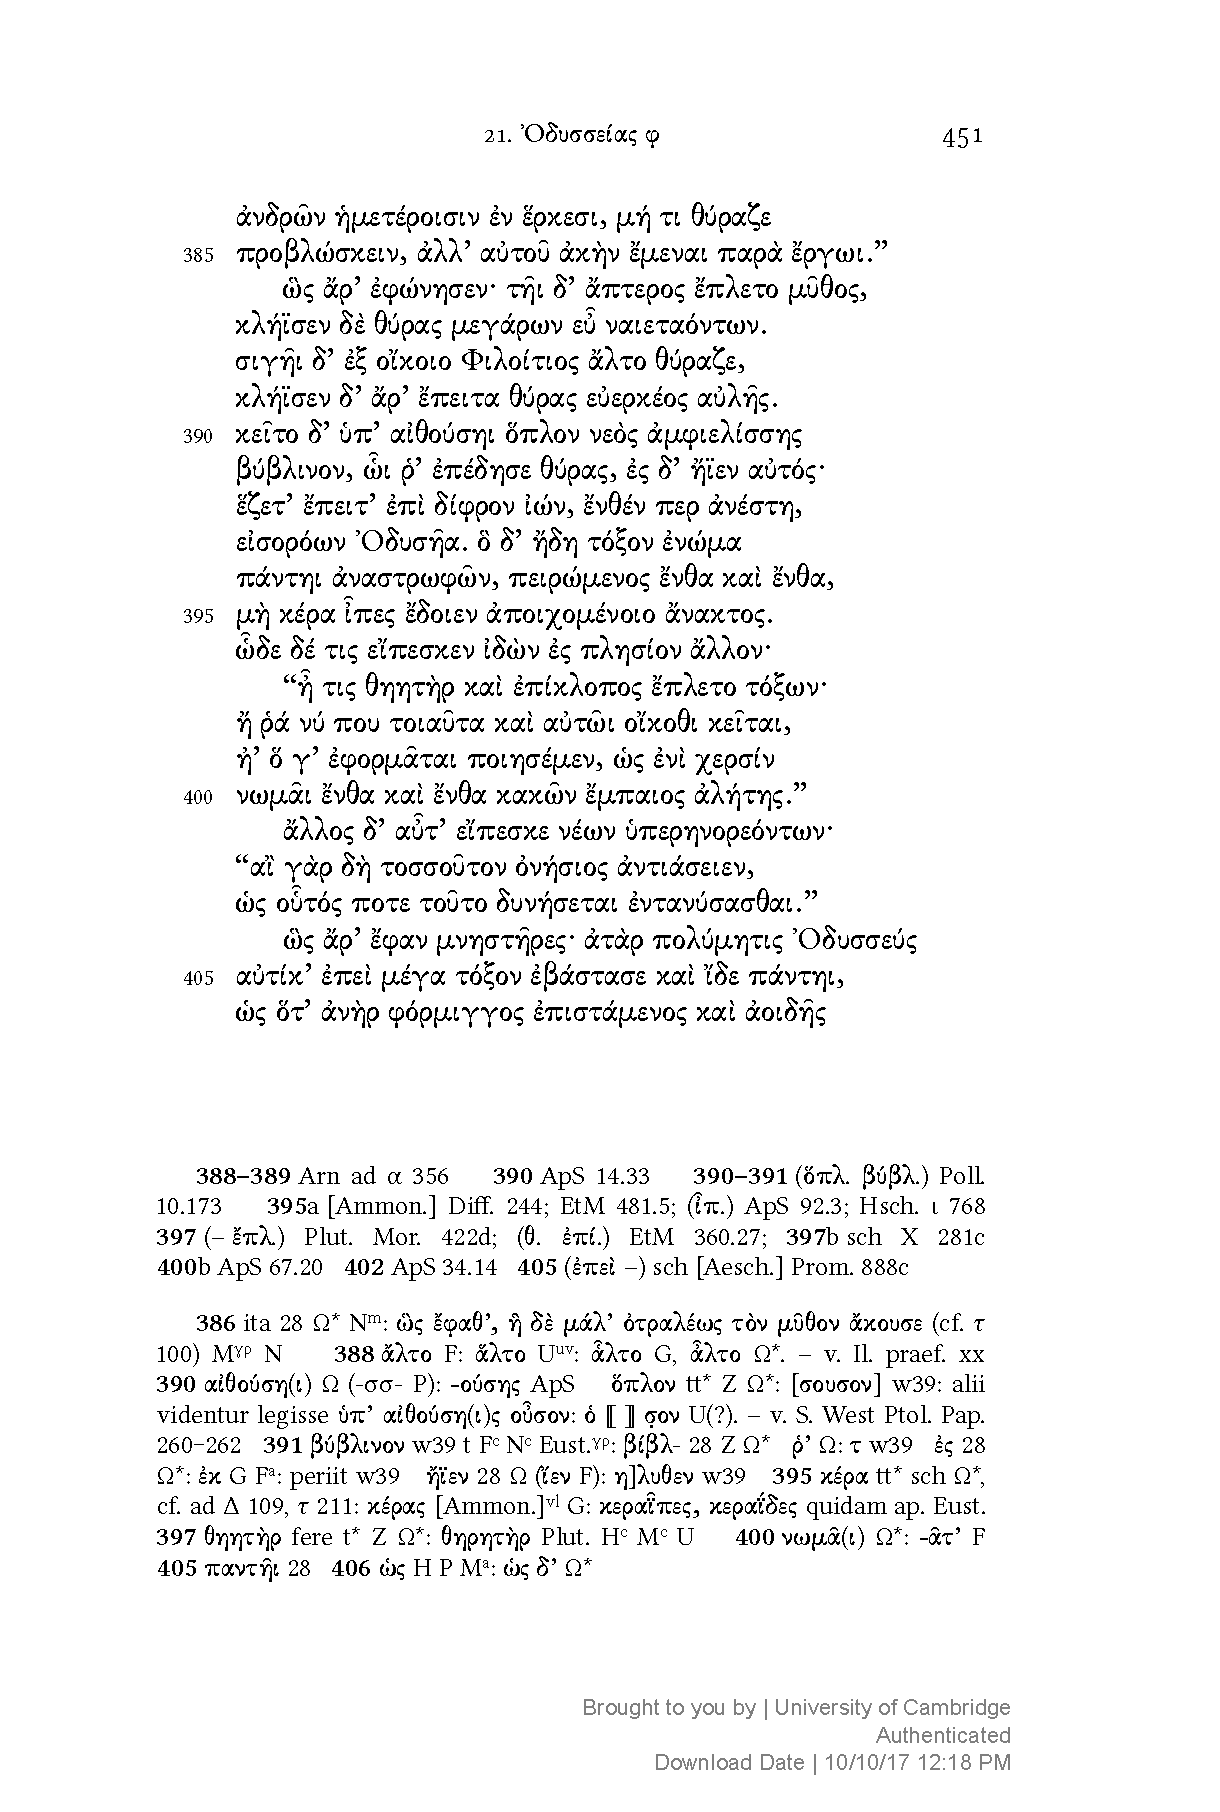 21. Ὀδυσσείας φ 451
ἀνδρῶν ἡμετέροισιν ἐν ἕρκεσι, μή τι θύραζε
385 προβλώσκειν, ἀλλ’ αὐτοῦ ἀκὴν ἔμεναι παρὰ ἔργωι.”
ὣς ἄρ’ ἐφώνησεν· τῆι δ’ ἄπτερος ἔπλετο μῦθος,
κλήϊσεν δὲ θύρας μεγάρων εὖ ναιεταόντων.
σιγῆι δ’ ἐξ οἴκοιο Φιλοίτιος ἄλτο θύραζε,
κλήϊσεν δ’ ἄρ’ ἔπειτα θύρας εὐερκέος αὐλῆς.
390 κεῖτο δ’ ὑπ’ αἰθούσηι ὅπλον νεὸς ἀμφιελίσσης
βύβλινον, ὧι ῥ’ ἐπέδησε θύρας, ἐς δ’ ἤϊεν αὐτός·
ἕζετ’ ἔπειτ’ ἐπὶ δίφρον ἰών, ἔνθέν περ ἀνέστη,
εἰσορόων Ὀδυσῆα. ὃ δ’ ἤδη τόξον ἐνώμα
πάντηι ἀναστρωφῶν, πειρώμενος ἔνθα καὶ ἔνθα,
395 μὴ κέρα ἶπες ἔδοιεν ἀποιχομένοιο ἄνακτος.
ὧδε δέ τις εἴπεσκεν ἰδὼν ἐς πλησίον ἄλλον·
“ἦ τις θηητὴρ καὶ ἐπίκλοπος ἔπλετο τόξων·
ἤ ῥά νύ που τοιαῦτα καὶ αὐτῶι οἴκοθι κεῖται,
ἠ’ ὅ γ’ ἐφορμᾶται ποιησέμεν, ὡς ἐνὶ χερσίν
400 νωμᾶι ἔνθα καὶ ἔνθα κακῶν ἔμπαιος ἀλήτης.”
ἄλλος δ’ αὖτ’ εἴπεσκε νέων ὑπερηνορεόντων·
“αἲ γὰρ δὴ τοσσοῦτον ὀνήσιος ἀντιάσειεν,
ὡς οὗτός ποτε τοῦτο δυνήσεται ἐντανύσασθαι.”
ὣς ἄρ’ ἔφαν μνηστῆρες· ἀτὰρ πολύμητις Ὀδυσσεύς
405 αὐτίκ’ ἐπεὶ μέγα τόξον ἐβάστασε καὶ ἴδε πάντηι,
ὡς ὅτ’ ἀνὴρ φόρμιγγος ἐπιστάμενος καὶ ἀοιδῆς
388–389 Arn ad α 356 390 ApS 14.33 390–391 (ὅπλ. βύβλ.) Poll.
10.173 395a [Ammon.] Diff. 244; EtM 481.5; (ἶπ.) ApS 92.3; Hsch. ι 768
397 (– ἔπλ.) Plut. Mor. 422d; (θ. ἐπί.) EtM 360.27; 397b sch X 281c
400b ApS 67.20 402 ApS 34.14 405 (ἐπεὶ –) sch [Aesch.] Prom. 888c
386 ita 28 Ω* Nᵐ: ὣς ἔφαθ’, ἣ δὲ μάλ’ ὀτραλέως τὸν μῦθον ἄκουσε (cf. τ
100) Mᵞᵖ N 388 ἄλτο F: ἅλτο Uᵘᵛ: ἇλτο G, ἆλτο Ω*. – v. Il. praef. xx
390 αἰθούση(ι) Ω (-σσ- P): -ούσης ApS ὅπλον tt* Z Ω*: [σουσον] w39: alii
videntur legisse ὑπ’ αἰθούση(ι)ς οὖσον: ὁ ⟦ ⟧ σ̣ον U(?). – v. S. West Ptol. Pap.
260–262 391 βύβλινον w39 t Fᶜ Nᶜ Eust.ᵞᵖ: βίβλ- 28 Z Ω* ῥ’ Ω: τ w39 ἐς 28
Ω*: ἐκ G Fᵃ: periit w39 ἤϊεν 28 Ω (ἵεν F): η]λυθεν w39 395 κέρα tt* sch Ω*,
cf. ad Δ 109, τ 211: κέρας [Ammon.]ᵛˡ G: κεραῖπες, κεραΐδες quidam ap. Eust.
397 θηητὴρ fere t* Z Ω*: θηρητὴρ Plut. Hᶜ Mᶜ U 400 νωμᾶ(ι) Ω*: -ᾶτ’ F
405 παντῆι 28 406 ὡς H P Mᵃ: ὡς δ’ Ω*
Brought to you by | University of Cambridge
Authenticated
Download Date | 10/10/17 12:18 PM